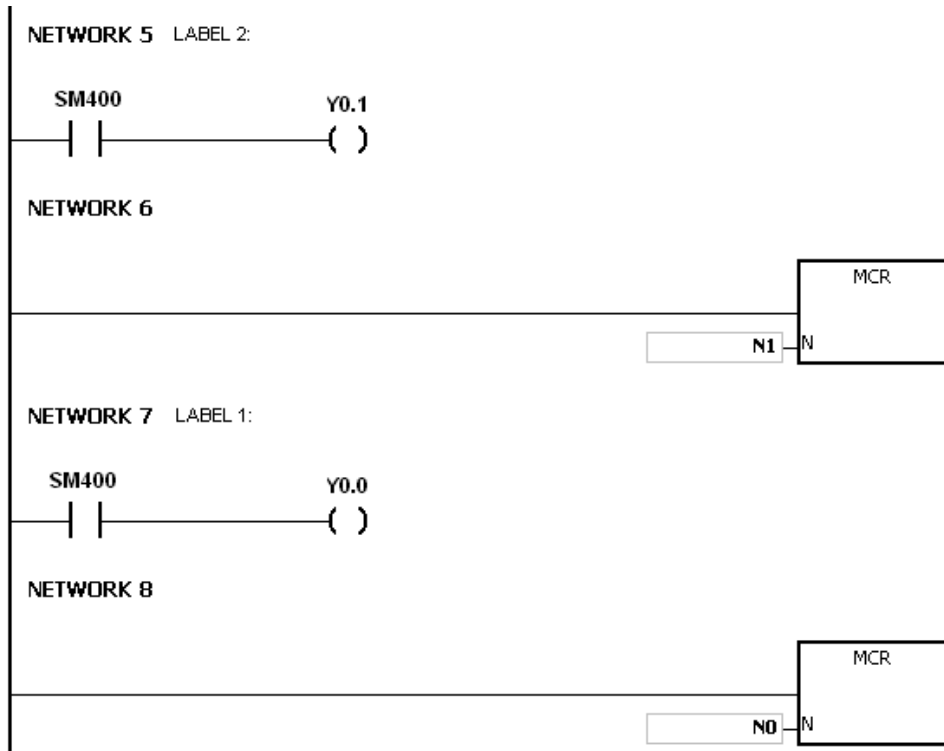 NETWORK 5 LABEL 2:
SM400 Y0.1
NETWORK 6
MCR
N1 N
NETWORK 7 LABEL 1:
SM400 Y0.0
NETWORK 8
MCR
N0 N